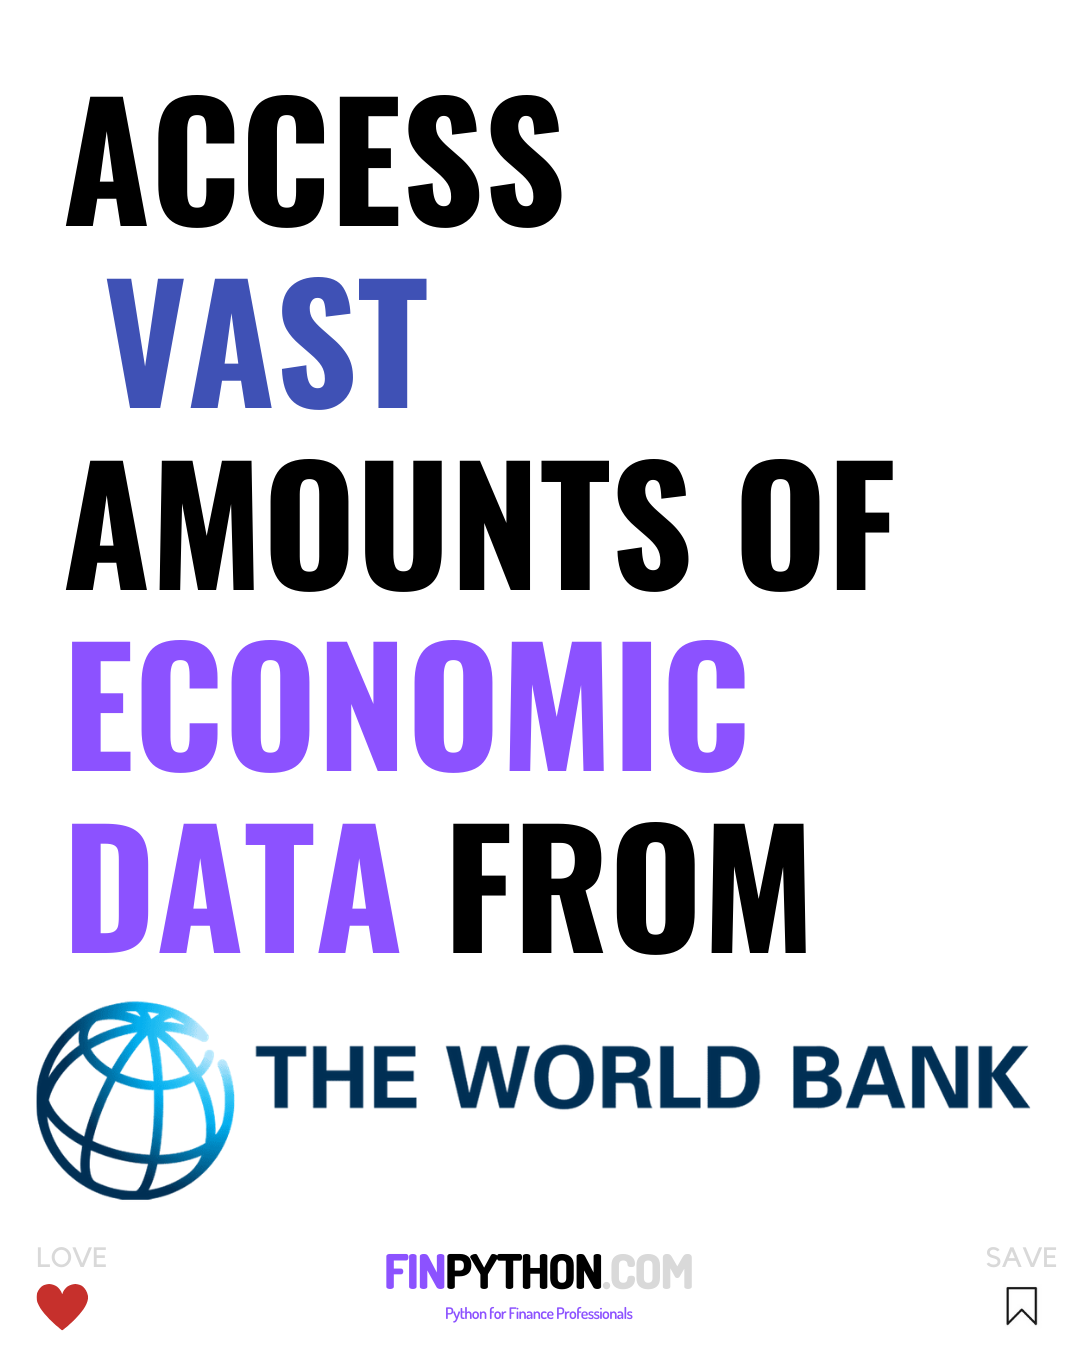 ACCESS
VAST
AMOUNTS OF
ECONOMIC
DATA FROM
THE WORLD BANK
LOVE
FINPYTHON.COM
Python for Finance Professionals
SAVE